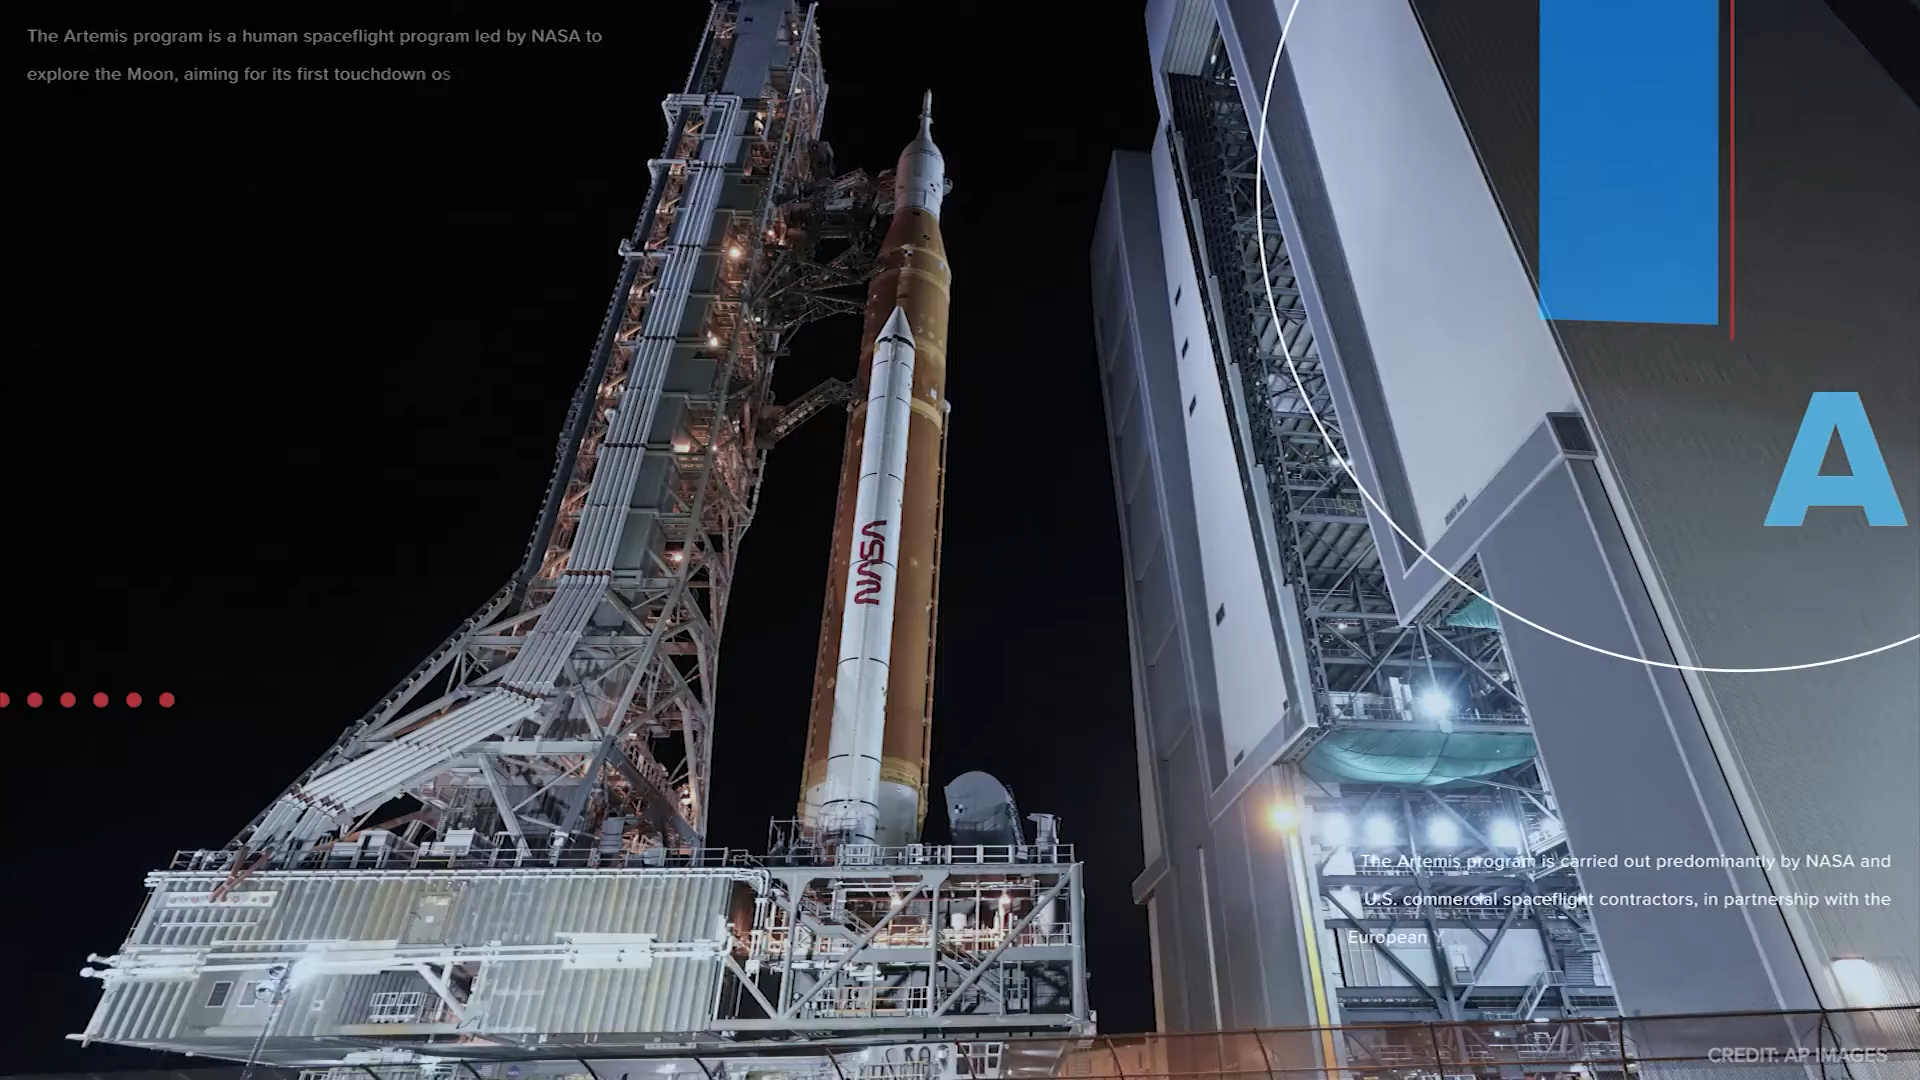 The Artemis program is a human spaceflight program led by NASA to
explore the Moon, aiming for its first touchdown os
NASA
A
The Artemis program is carried out predominantly by NASA and
U.S. commercial spaceflight contractors, in partnership with the
European
CREDIT: AP IMAGES